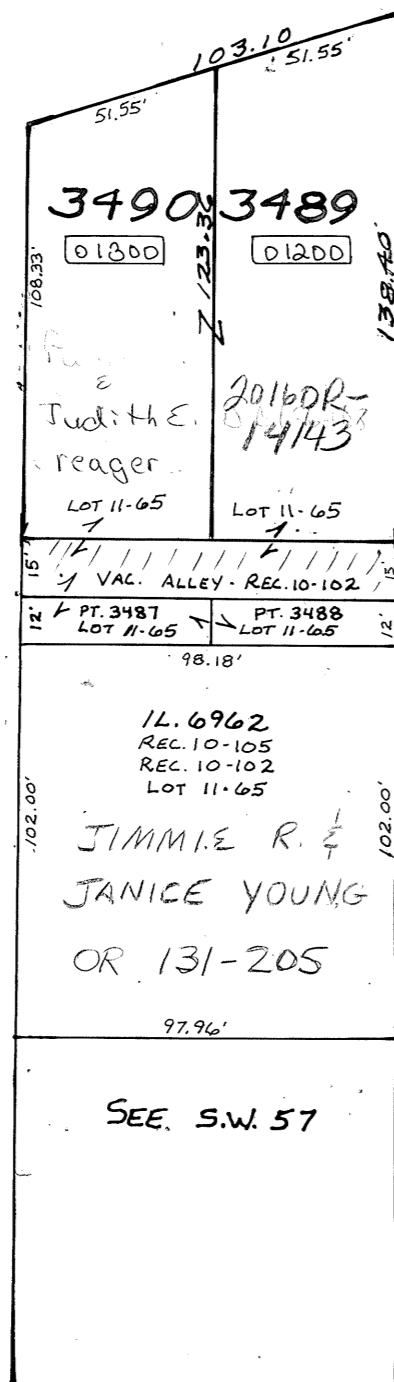 103.10
51.55'
51.55'
3490
3489
01300
01200
123.36
108.33'
138.40'
&
Judith E.
reager
2016OR-
14143
LOT 11-65
LOT 11-65
15'
VAC. ALLEY - REC. 10-102
15'
12'
PT. 3487
LOT 11-65
PT. 3488
LOT 11-65
12'
98.18'
IL. 6962
REC. 10-105
REC. 10-102
LOT 11-65
102.00'
102.00'
JIMMIE R. &
JANICE YOUNG
OR 131-205
97.96'
SEE S.W. 57